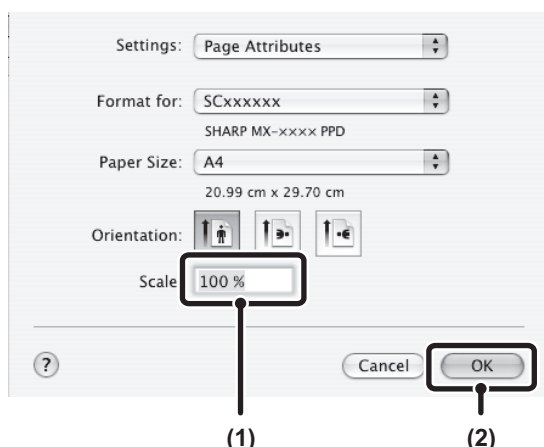 Settings: Page Attributes
Format for: SCxxxxxx
SHARP MX-×××× PPD
Paper Size: A4
20.99 cm x 29.70 cm
Orientation:
Scale 100 %
? Cancel OK
(1) (2)